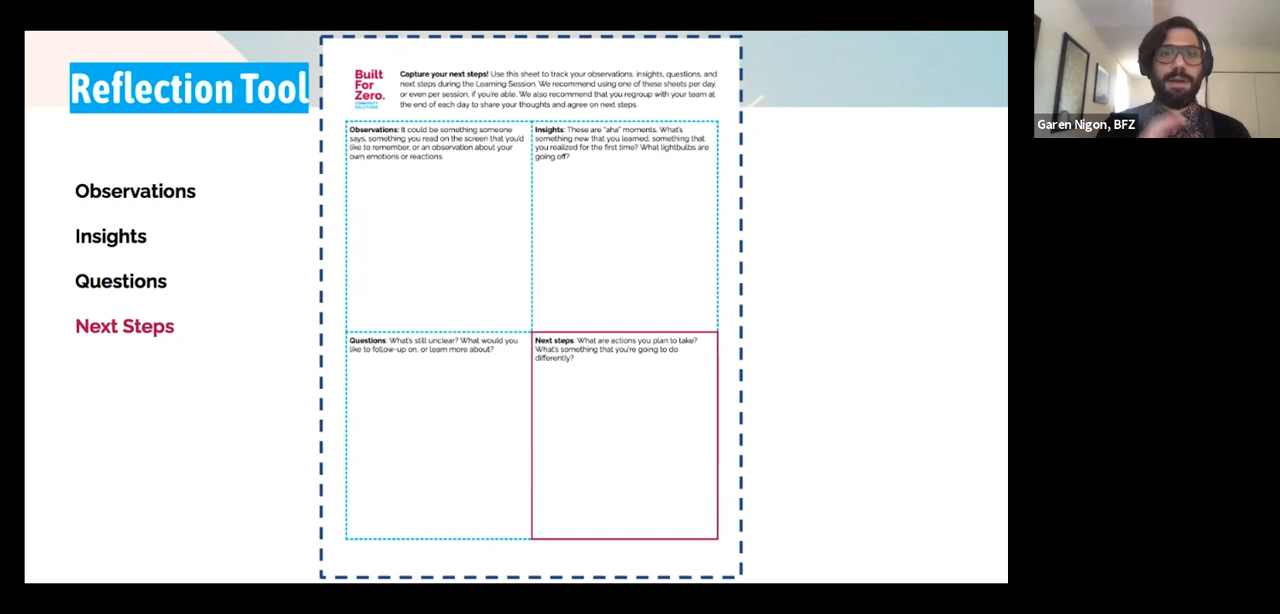 Reflection Tool
Observations
Insights
Questions
Next Steps
Built
For
Zero.
COMMUNITY
SOLUTIONS
Capture your next steps! Use this sheet to track your observations, insights, questions, and
next steps during the Learning Session. We recommend using one of these sheets per day,
or even per session, if you're able. We also recommend that you regroup with your team at
the end of each day to share your thoughts and agree on next steps.
Observations: It could be something someone
says, something you read on the screen that you'd
like to remember, or an observation about your
own emotions or reactions.
Insights: These are "aha" moments. What's
something new that you learned, something that
you realized for the first time? What lightbulbs are
going off?
Questions: What's still unclear? What would you
like to follow-up on, or learn more about?
Next steps: What are actions you plan to take?
What's something that you're going to do
differently?
Garen Nigon, BFZ